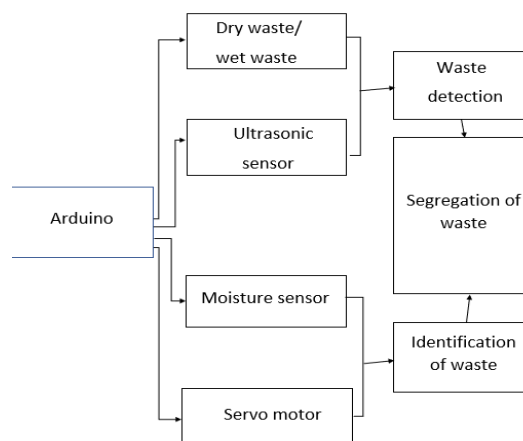 Dry waste/
wet waste
Waste
detection
Ultrasonic
sensor
Arduino
Segregation of
waste
Moisture sensor
Identification
of waste
Servo motor